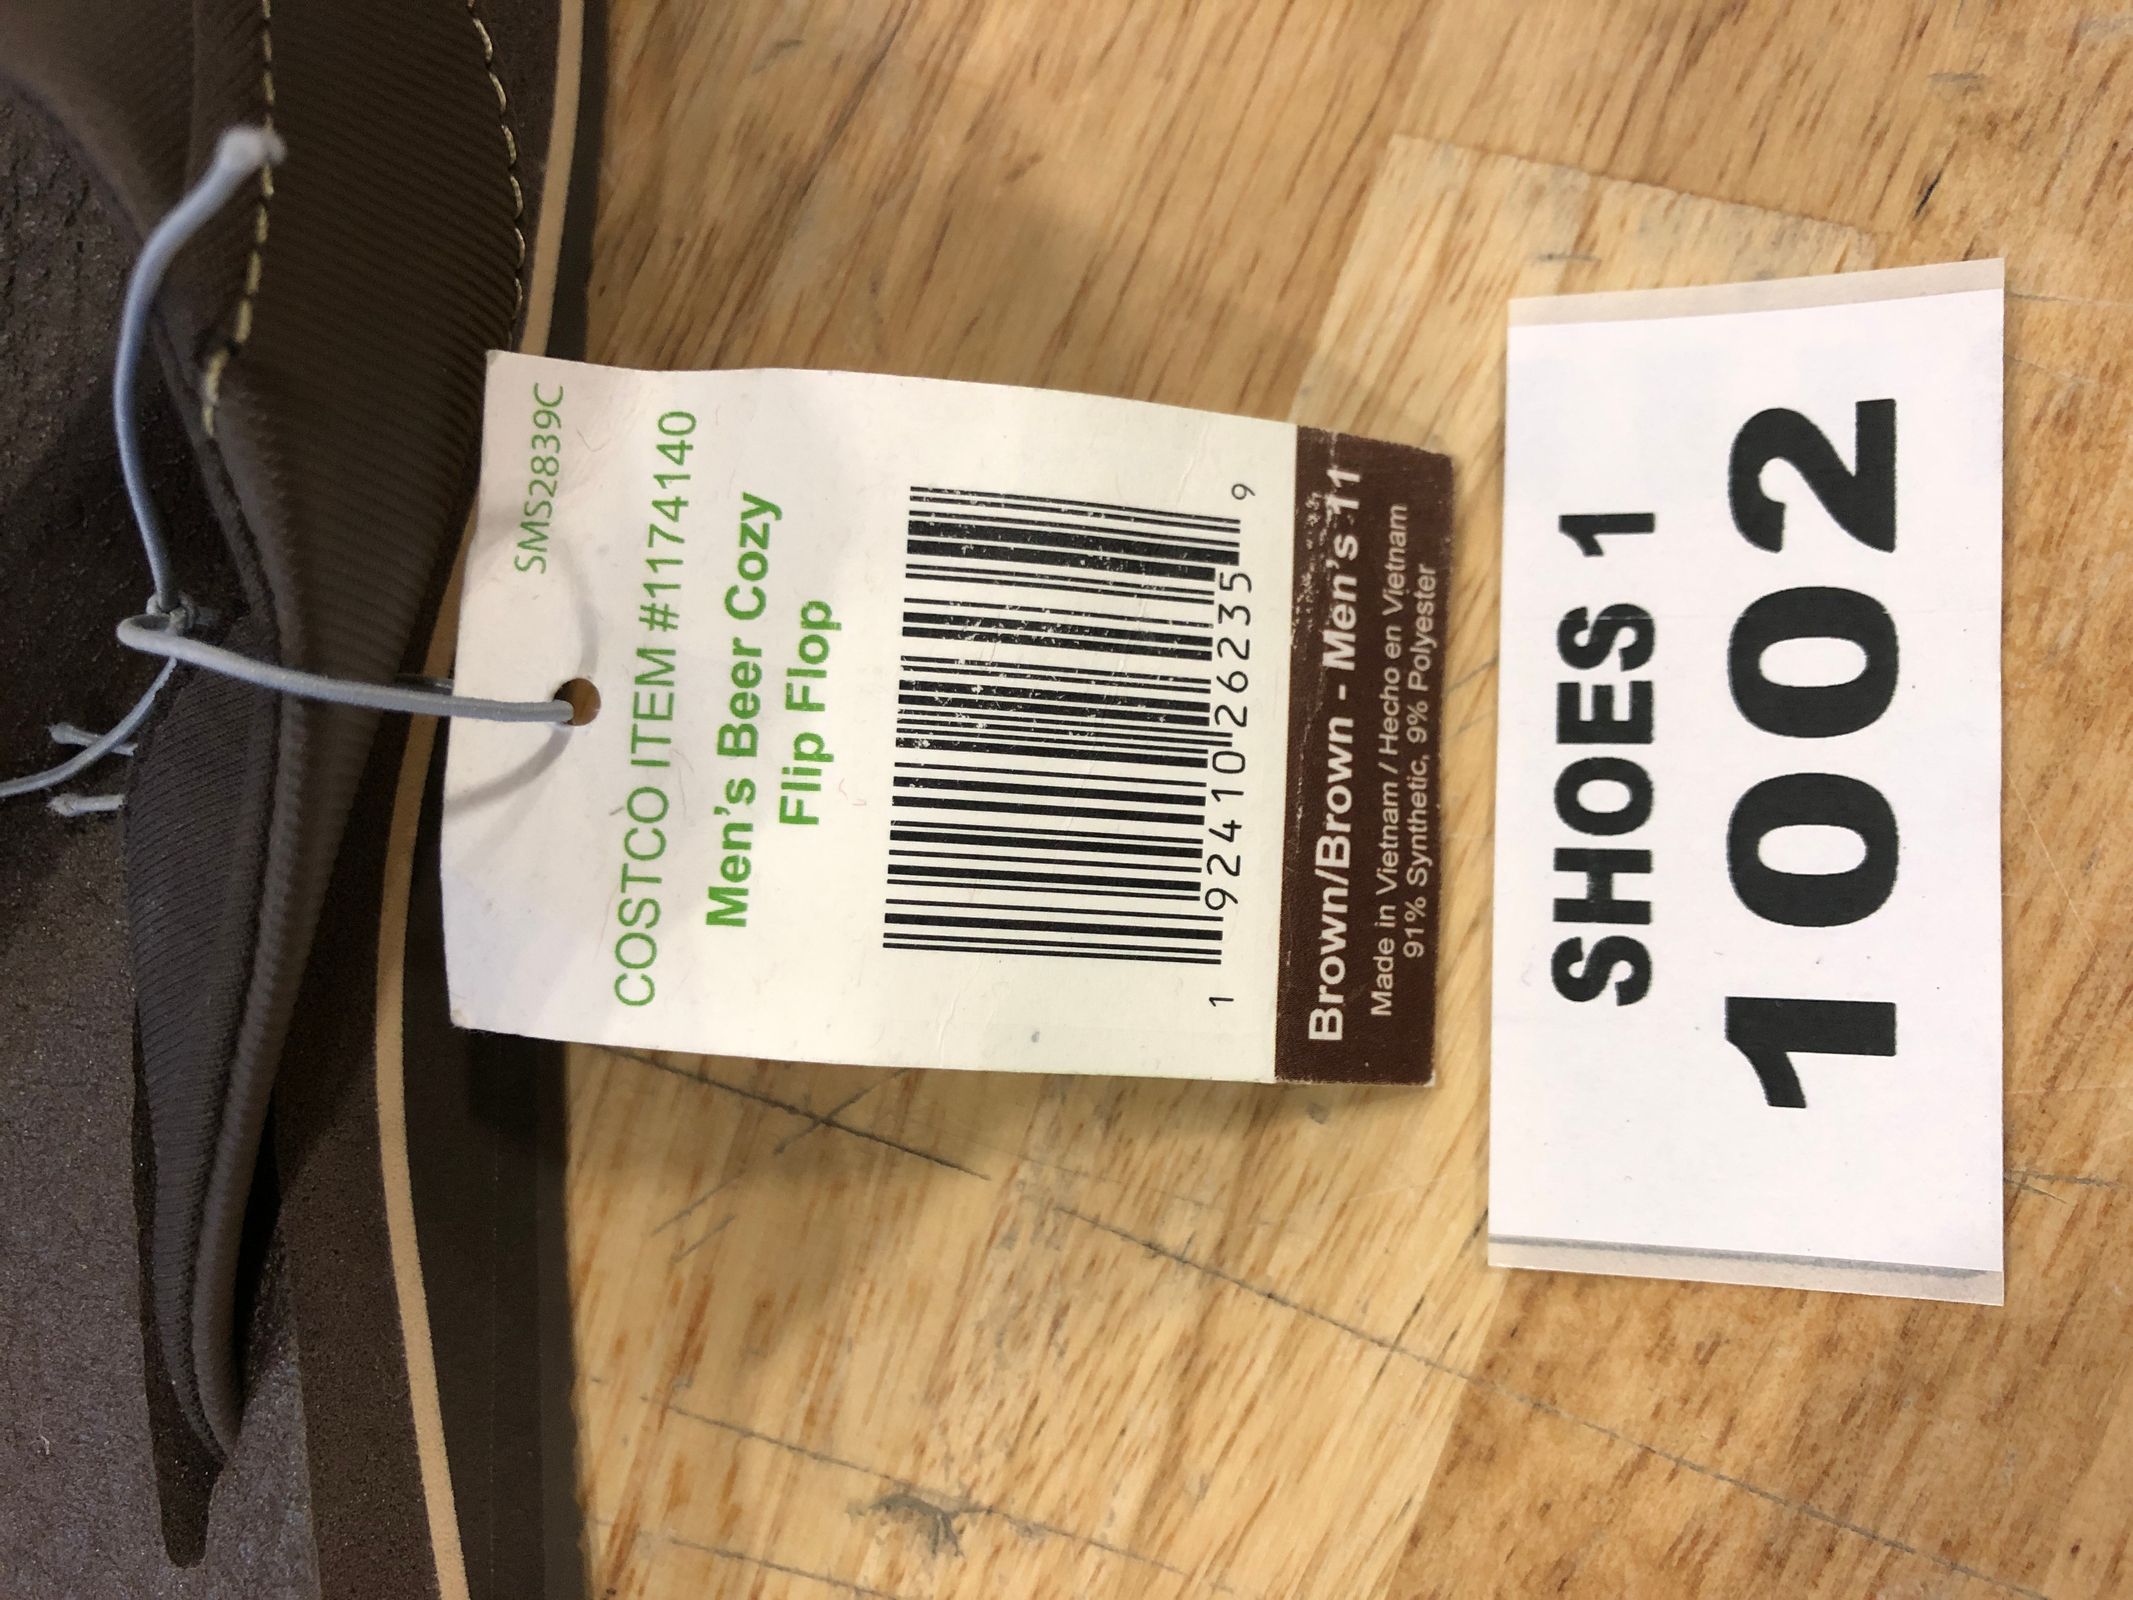 SMS2839C
COSTCO ITEM #1174140
Men's Beer Cozy
Flip Flop
1 92410 26235 9
Brown/Brown - Men's 11
Made in Vietnam / Hecho en Vietnam
91% Synthetic, 9% Polyester
SHOES 1
1002